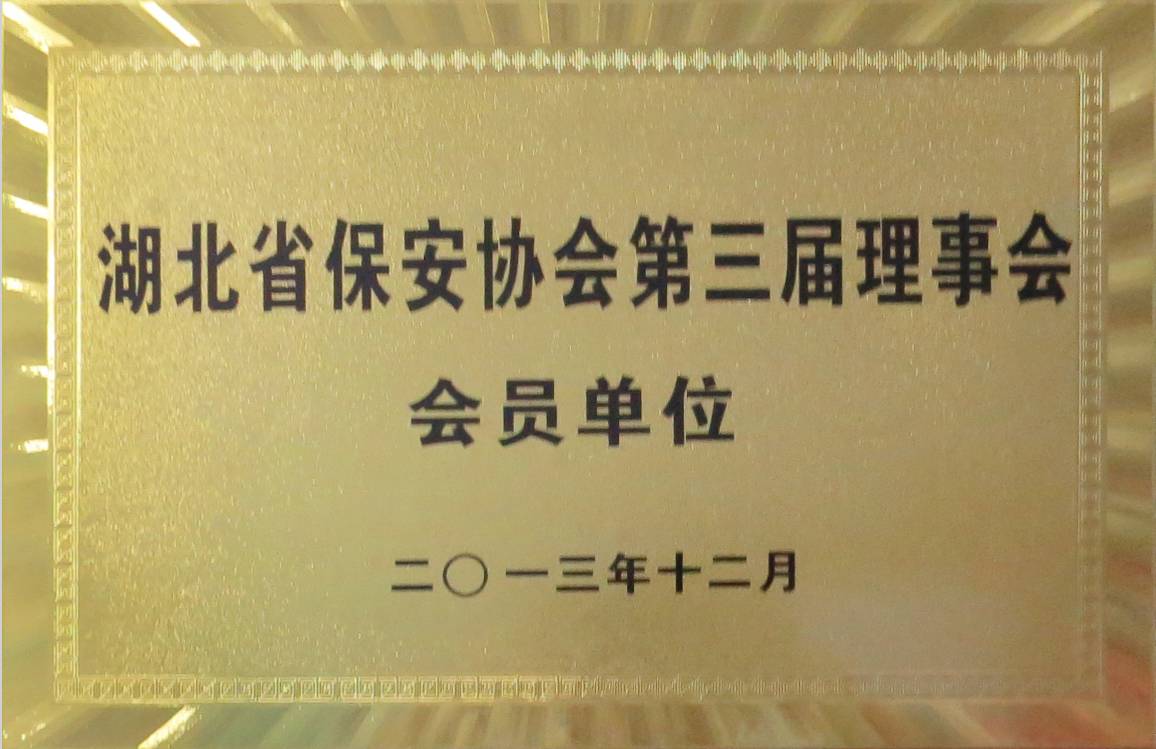 湖北省保安协会第三届理事会
会员单位
二〇一三年十二月